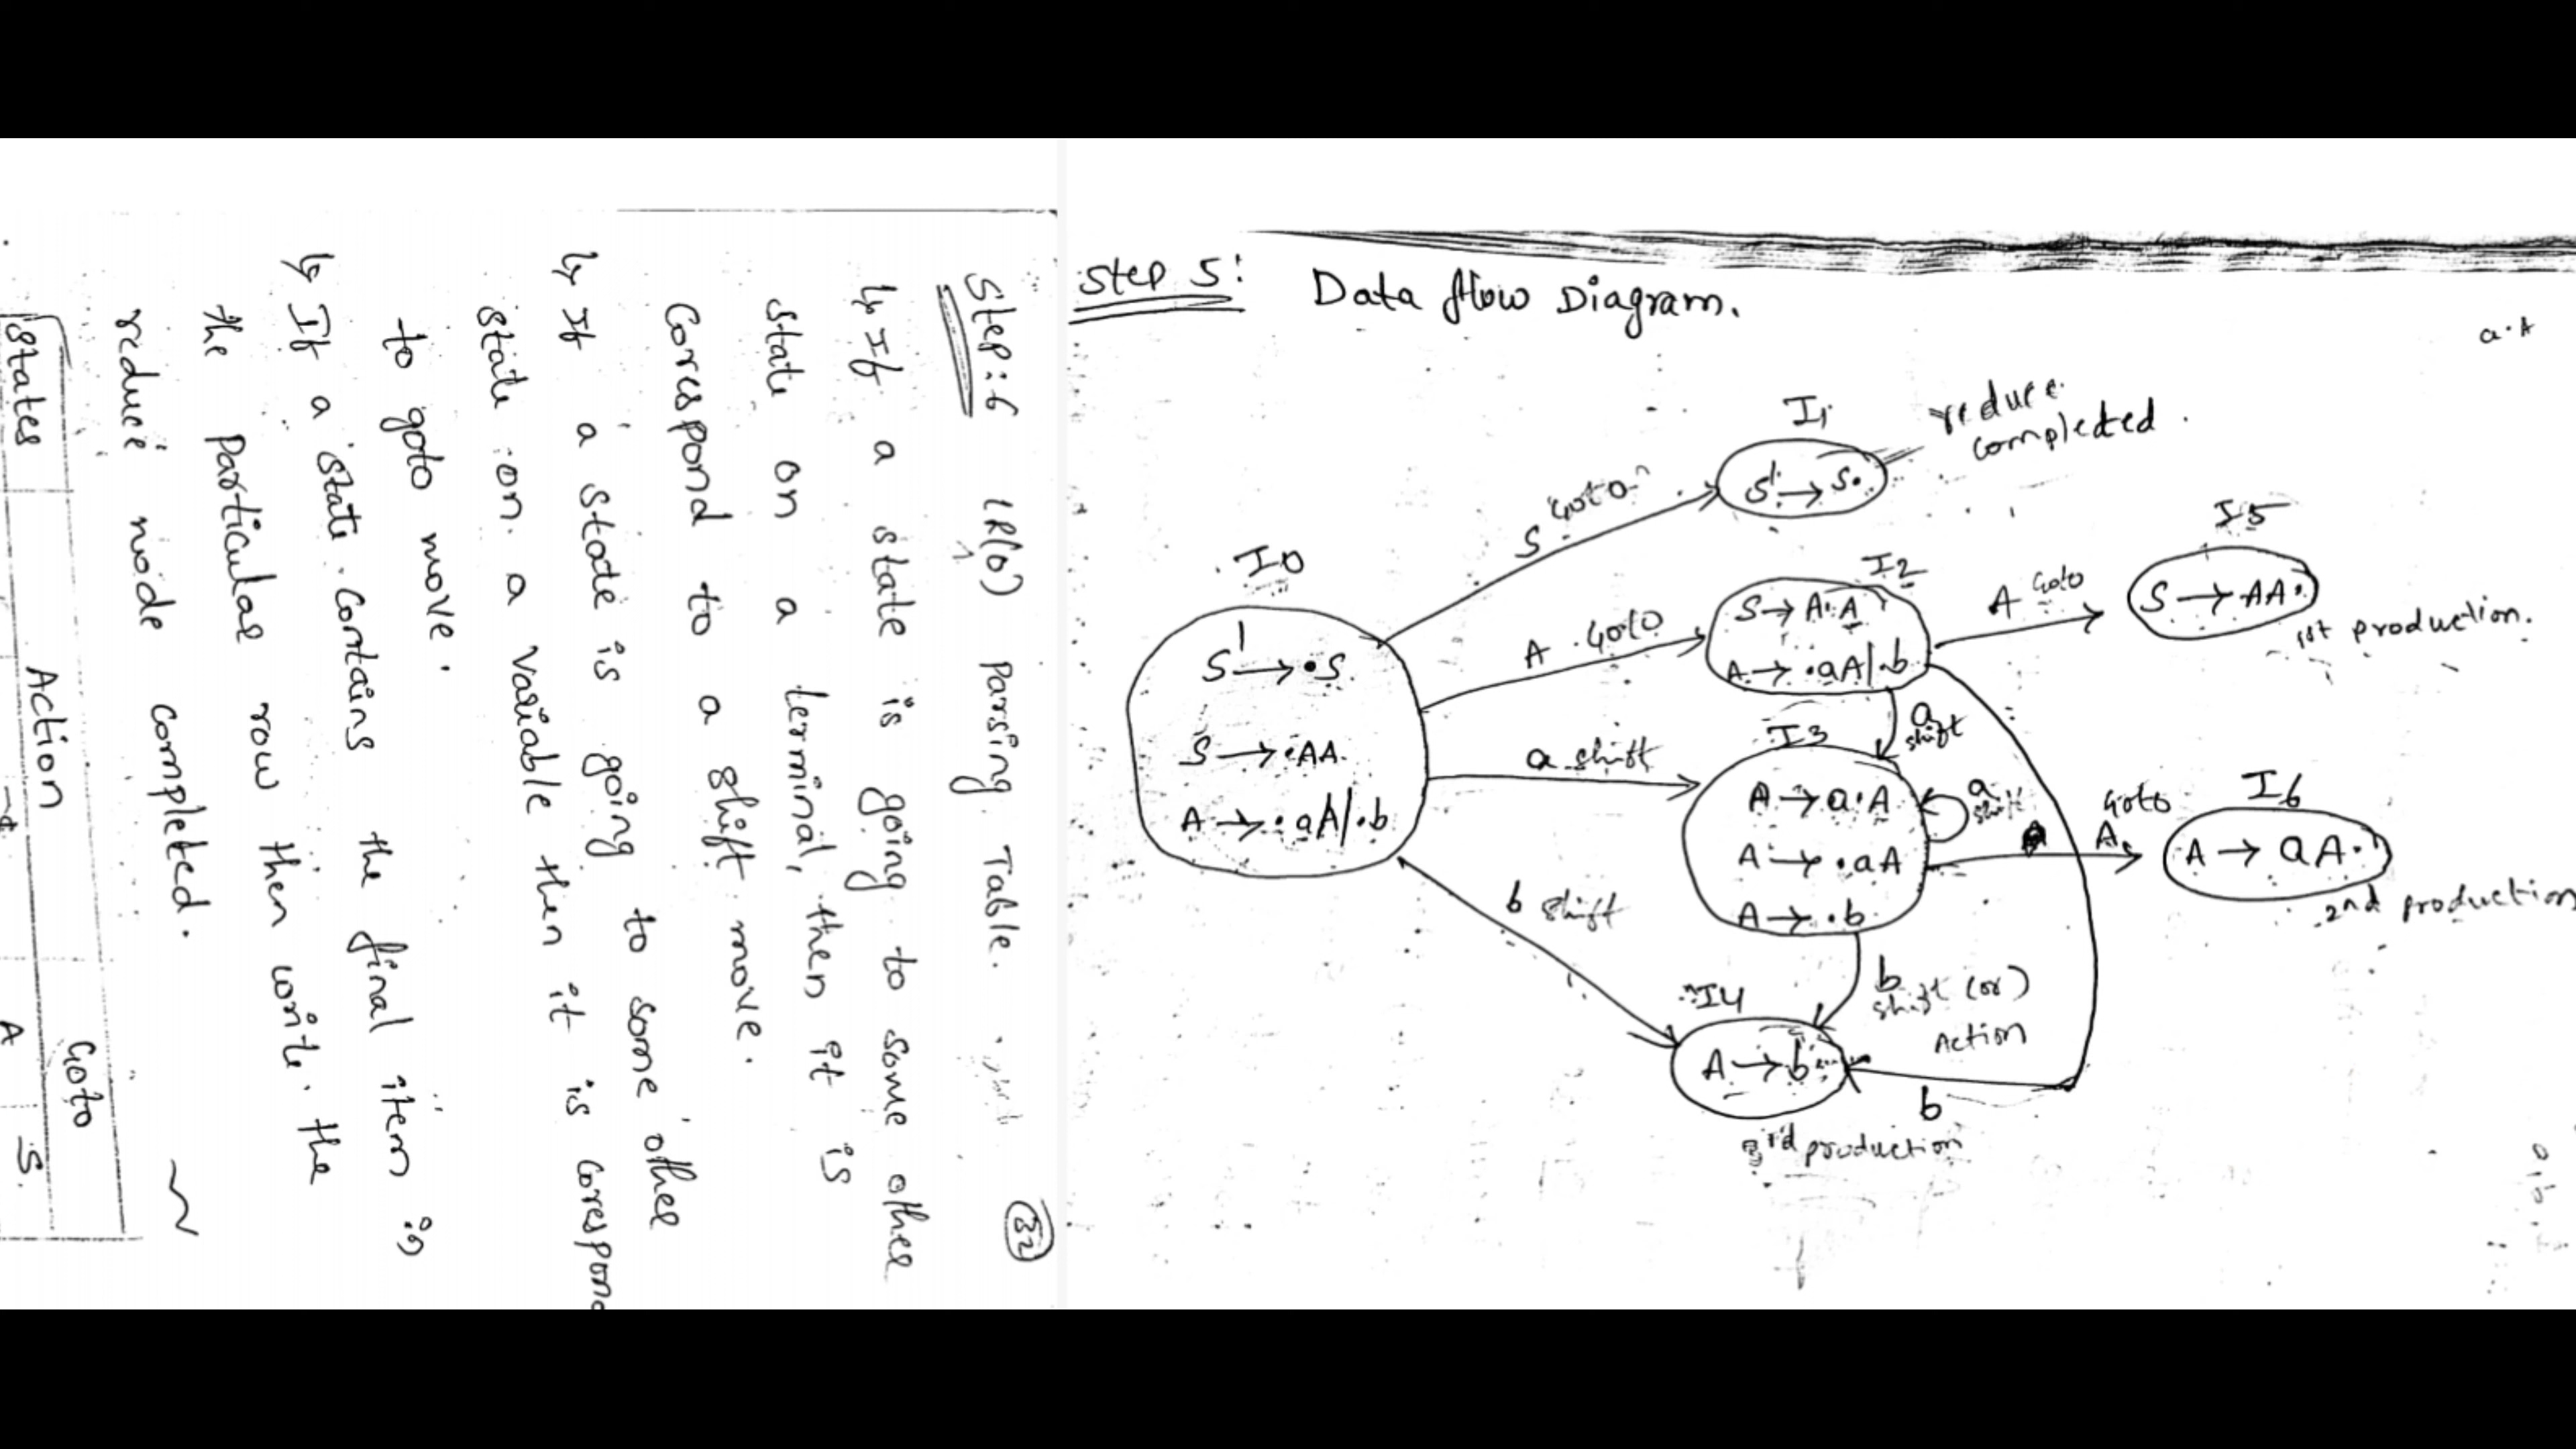 Step 5: Data flow Diagram.
a·A
I1
reduce
completed.
S'→S·
S Goto
I0
S'→·S
S→·AA
A→·aA|·b
A Goto
I2
S→A·A
A→·aA|·b
A Goto
I5
S→AA·
1st production.
a shift
a
shift
I3
A→a·A
A→·aA
A→·b
a
shift
Goto
A
I6
A→aA·
2nd production
b shift
b
shift (or)
Action
I4
A→b·
b
3rd production
32
Step:6 LR(0) Parsing Table.
↳ If a state is going to some other
state on a terminal, then it is
Correspond to a shift move.
↳ If a state is going to some other
state on a variable then it is correspond
to goto move.
↳ If a state contains the final item in
the particular row then write the
reduce node completed.
States Action Goto
A S